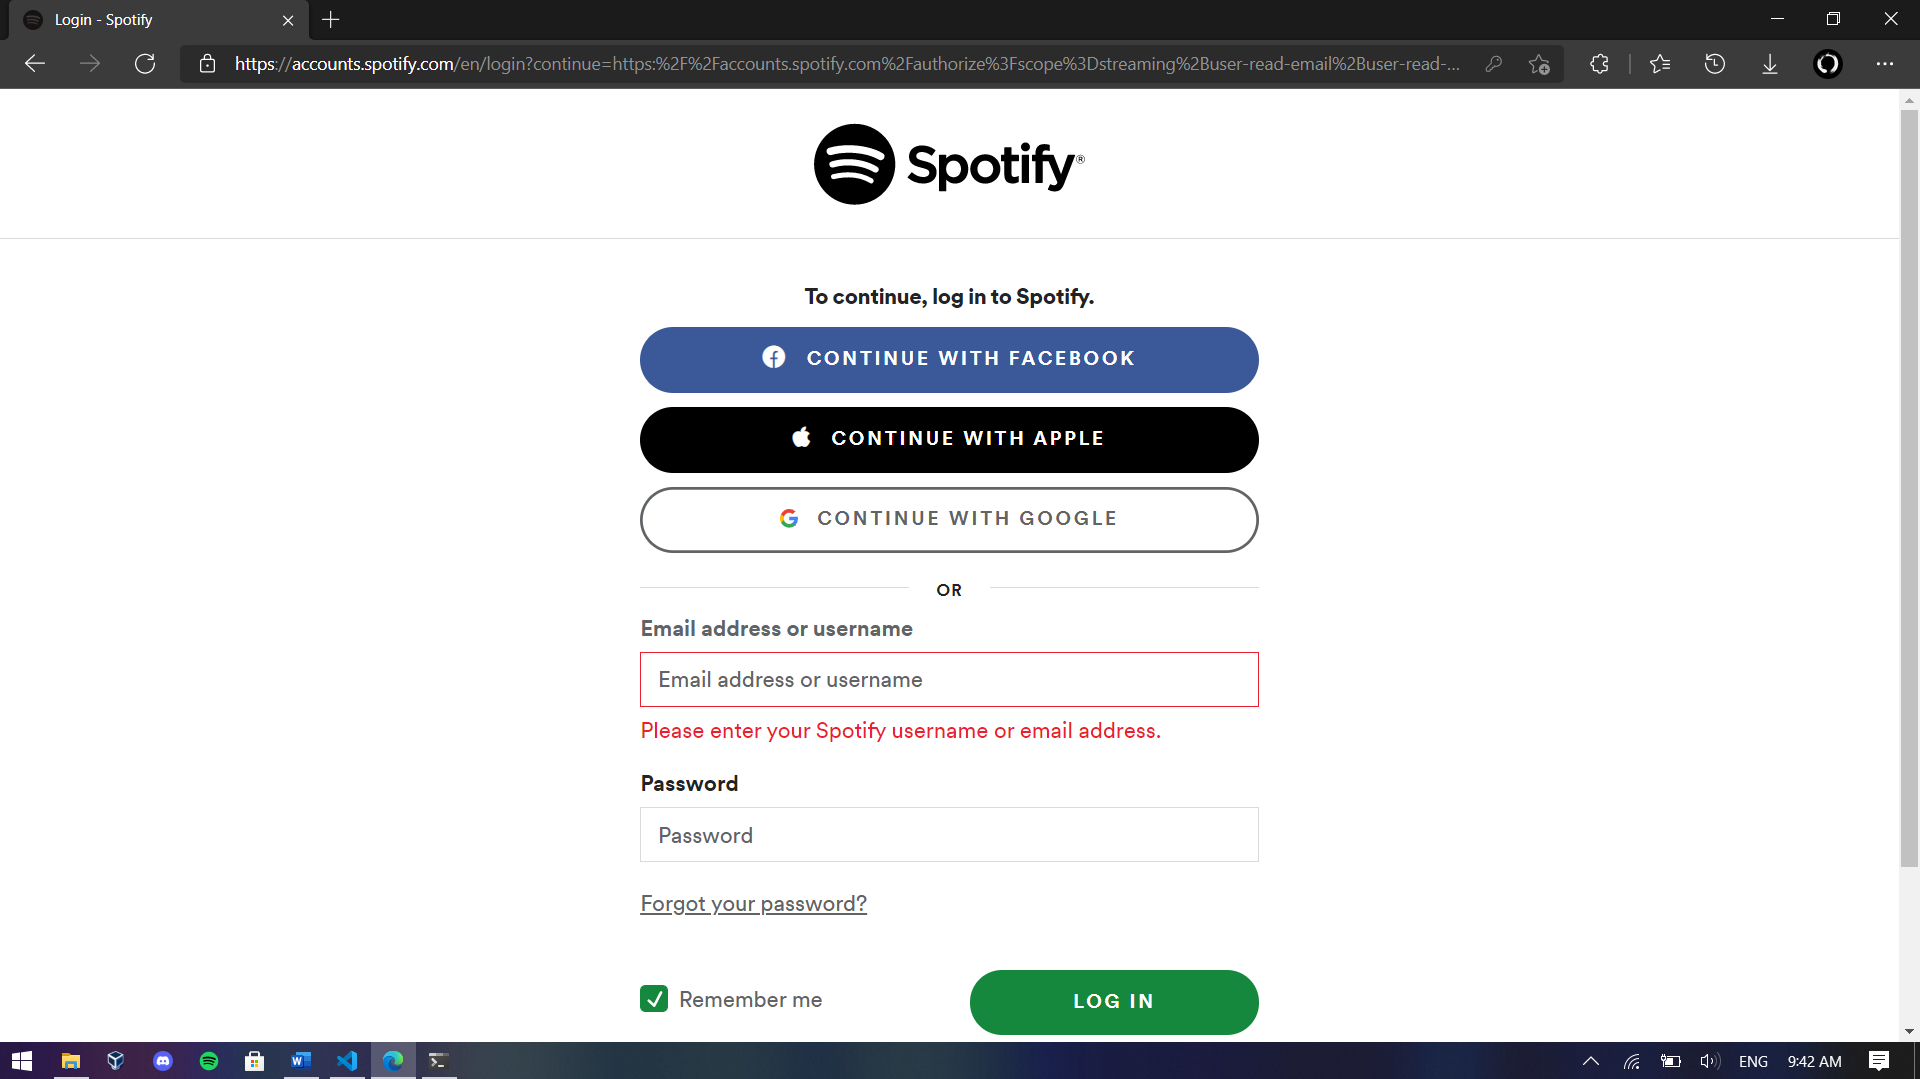 Login - Spotify
https://accounts.spotify.com/en/login?continue=https:%2F%2Faccounts.spotify.com%2Fauthorize%3Fscope%3Dstreaming%2Buser-read-email%2Buser-read-...
Spotify®
To continue, log in to Spotify.
CONTINUE WITH FACEBOOK
CONTINUE WITH APPLE
CONTINUE WITH GOOGLE
OR
Email address or username
Email address or username
Please enter your Spotify username or email address.
Password
Password
Forgot your password?
Remember me
LOG IN
ENG
9:42 AM